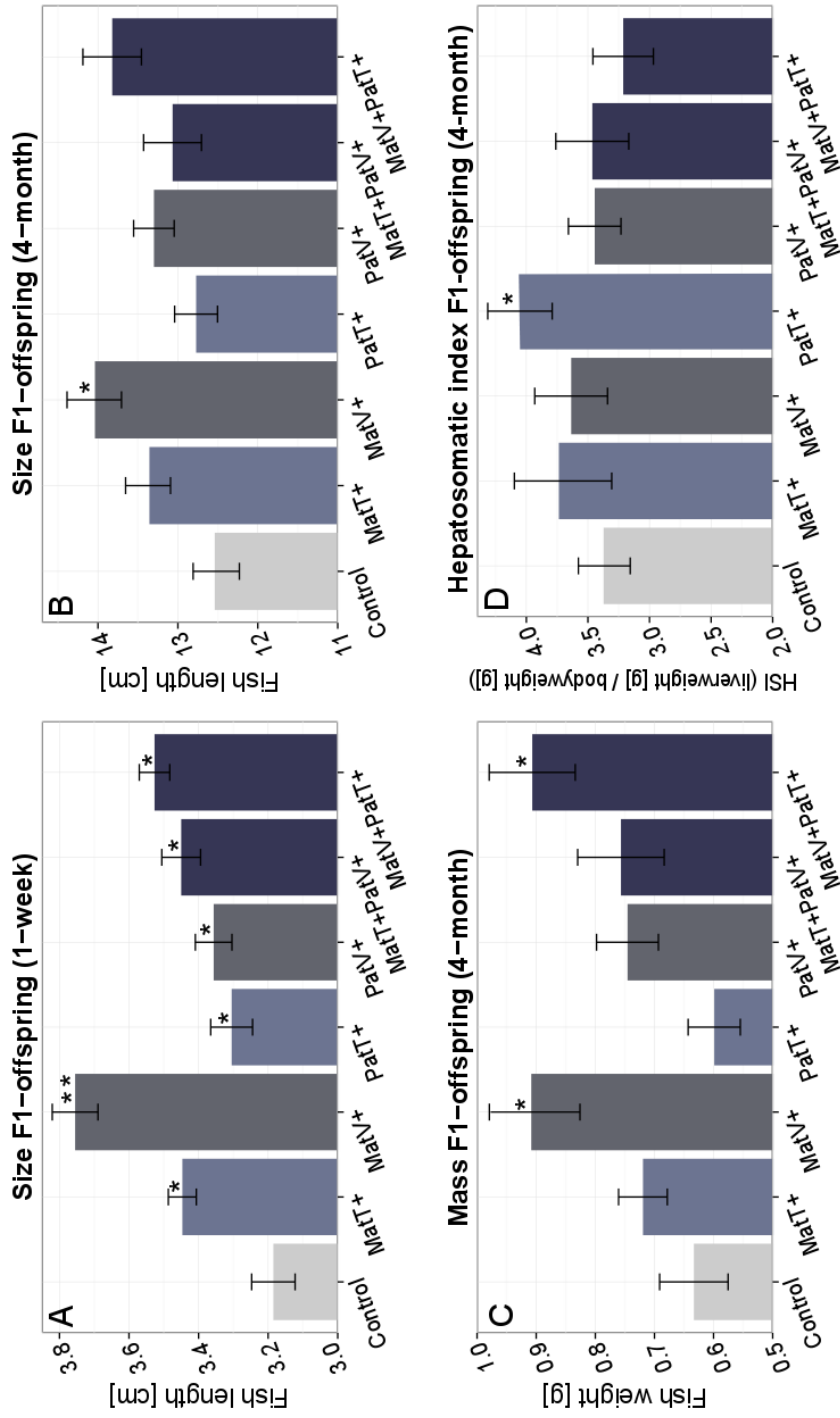 A
Size F1-offspring (1-week)
Fish length [cm]
3.8
3.6
3.4
3.2
3.0
*
**
*
*
*
*
Control
MatT+
MatV+
PatT+
PatV+
MatT+PatV+
MatV+PatT+
B
Size F1-offspring (4-month)
Fish length [cm]
14
13
12
11
*
Control
MatT+
MatV+
PatT+
PatV+
MatT+PatV+
MatV+PatT+
C
Mass F1-offspring (4-month)
Fish weight [g]
1.0
0.9
0.8
0.7
0.6
0.5
*
*
Control
MatT+
MatV+
PatT+
PatV+
MatT+PatV+
MatV+PatT+
D
Hepatosomatic index F1-offspring (4-month)
HSI (liverweight [g] / bodyweight [g])
4.0
3.5
3.0
2.5
2.0
*
Control
MatT+
MatV+
PatT+
PatV+
MatT+PatV+
MatV+PatT+